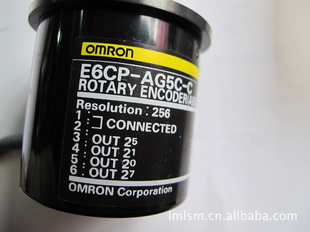 OMRON
E6CP-AG5C-C
ROTARY ENCODER
Resolution : 256
1 :
2 : CONNECTED
3 : OUT 2⁵
4 : OUT 2¹
5 : OUT 2⁰
6 : OUT 2⁷
OMRON Corporation
lmlsm.cn.alibaba.com